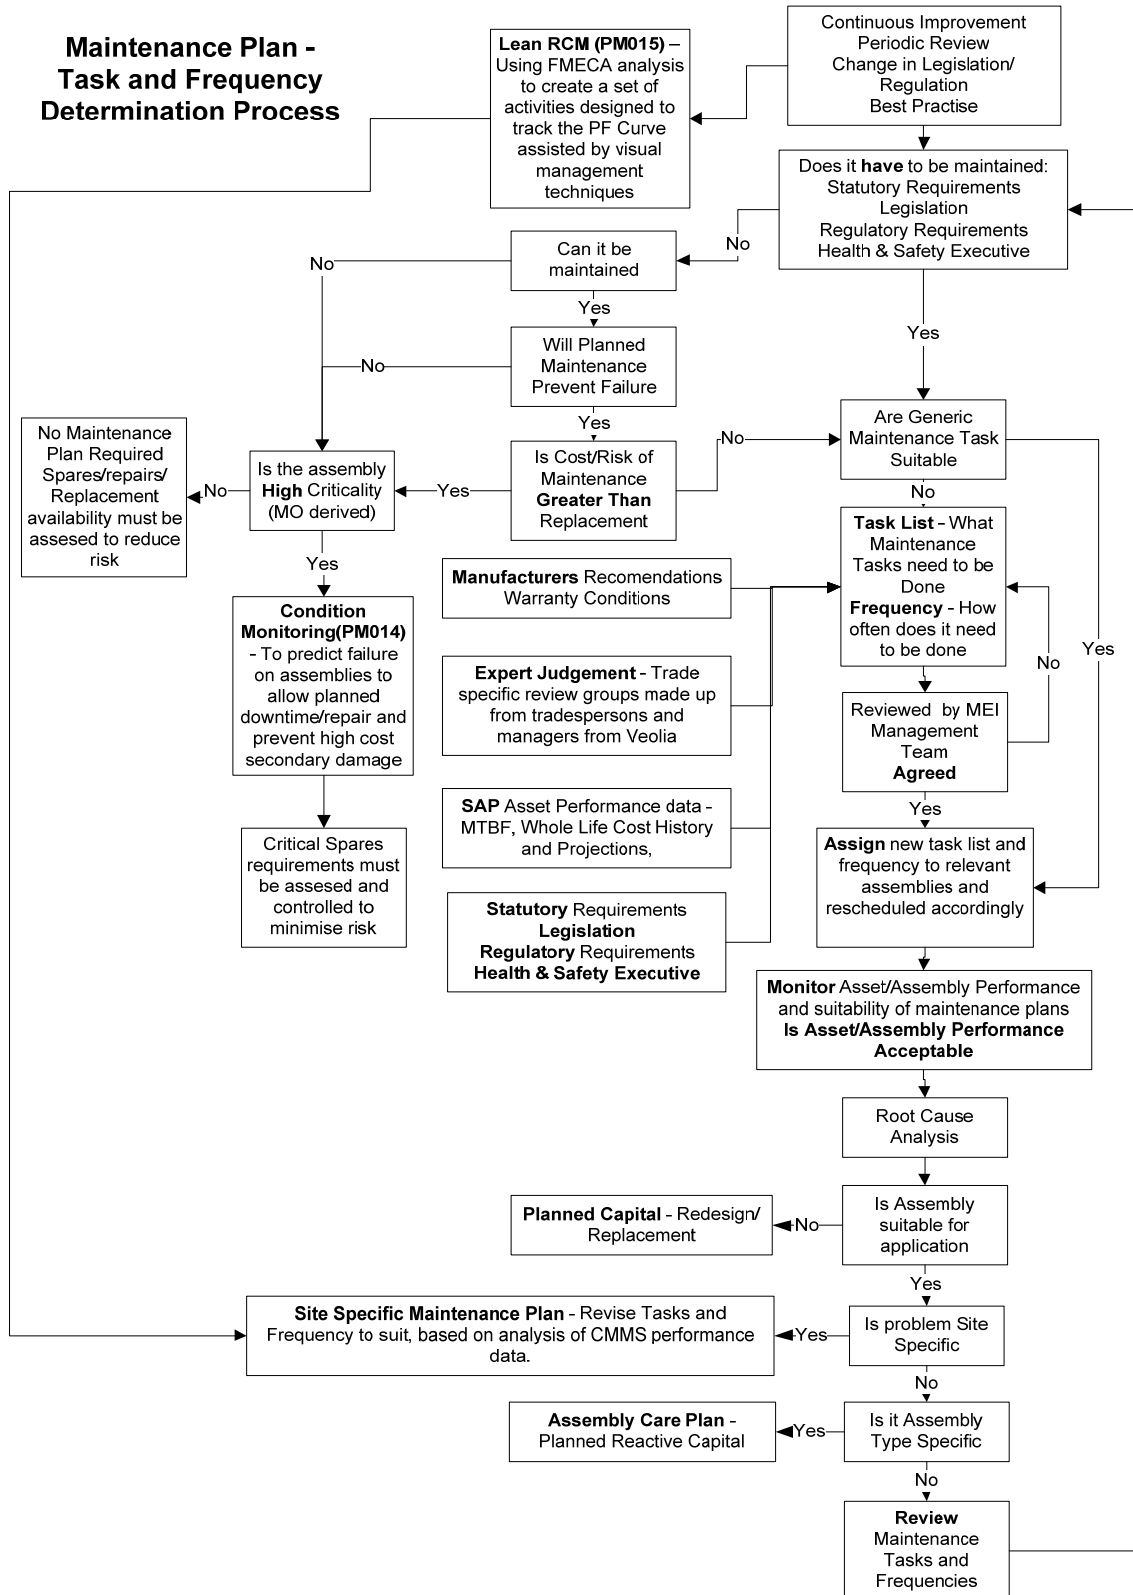 Maintenance Plan -
Task and Frequency
Determination Process
Lean RCM (PM015) –
Using FMECA analysis
to create a set of
activities designed to
track the PF Curve
assisted by visual
management
techniques
Continuous Improvement
Periodic Review
Change in Legislation/
Regulation
Best Practise
Does it have to be maintained:
Statutory Requirements
Legislation
Regulatory Requirements
Health & Safety Executive
No
Can it be
maintained
No
Yes
Yes
Will Planned
Maintenance
Prevent Failure
No
Yes
Are Generic
Maintenance Task
Suitable
No Maintenance
Plan Required
Spares/repairs/
Replacement
availability must be
assesed to reduce
risk
No
Is the assembly
High Criticality
(MO derived)
Yes
Is Cost/Risk of
Maintenance
Greater Than
Replacement
No
No
Yes
Task List - What
Maintenance
Tasks need to be
Done
Frequency - How
often does it need
to be done
No
Yes
Manufacturers Recomendations
Warranty Conditions
Condition
Monitoring(PM014)
- To predict failure
on assemblies to
allow planned
downtime/repair and
prevent high cost
secondary damage
Expert Judgement - Trade
specific review groups made up
from tradespersons and
managers from Veolia
Reviewed by MEI
Management
Team
Agreed
Yes
SAP Asset Performance data -
MTBF, Whole Life Cost History
and Projections,
Critical Spares
requirements must
be assesed and
controlled to
minimise risk
Assign new task list and
frequency to relevant
assemblies and
rescheduled accordingly
Statutory Requirements
Legislation
Regulatory Requirements
Health & Safety Executive
Monitor Asset/Assembly Performance
and suitability of maintenance plans
Is Asset/Assembly Performance
Acceptable
Root Cause
Analysis
Planned Capital - Redesign/
Replacement
No
Is Assembly
suitable for
application
Yes
Site Specific Maintenance Plan - Revise Tasks and
Frequency to suit, based on analysis of CMMS performance
data.
Yes
Is problem Site
Specific
No
Assembly Care Plan -
Planned Reactive Capital
Yes
Is it Assembly
Type Specific
No
Review
Maintenance
Tasks and
Frequencies